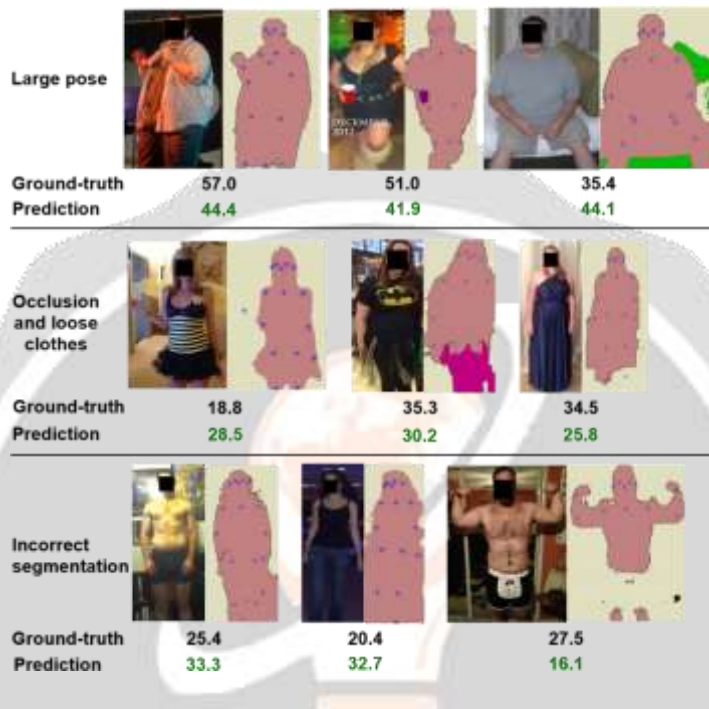 Large pose
DECEMBER
2012
Ground-truth 57.0 51.0 35.4
Prediction 44.4 41.9 44.1
Occlusion
and loose
clothes
Ground-truth 18.8 35.3 34.5
Prediction 28.5 30.2 25.8
Incorrect
segmentation
Ground-truth 25.4 20.4 27.5
Prediction 33.3 32.7 16.1